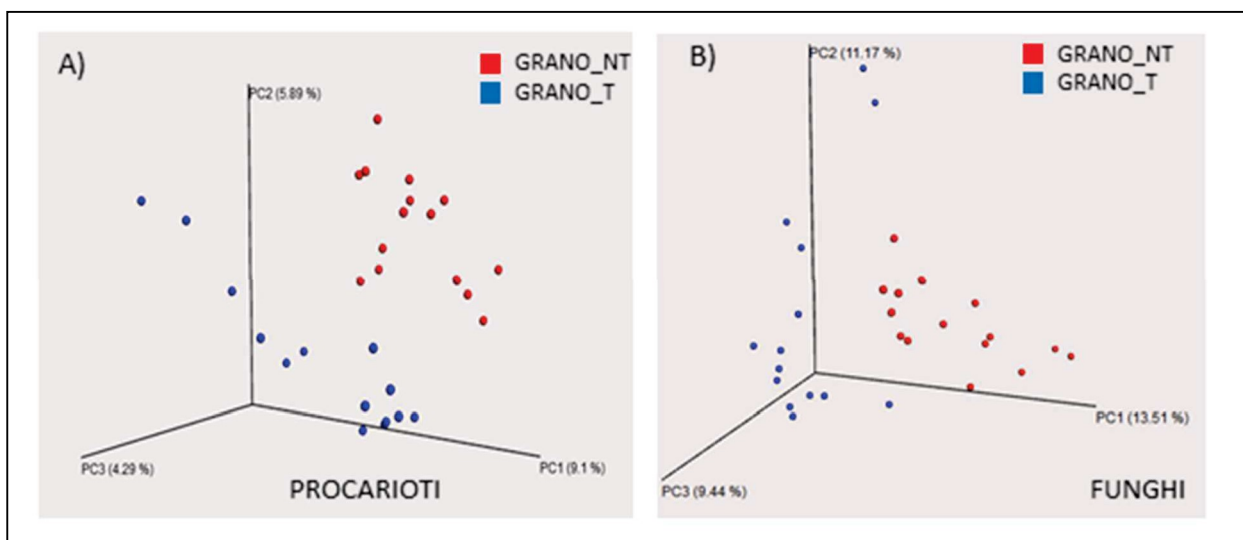 A)
GRANO_NT
GRANO_T
PC2 (5.89 %)
PC3 (4.29 %)
PC1 (9.1 %)
PROCARIOTI
B)
PC2 (11.17 %)
GRANO_NT
GRANO_T
PC1 (13.51 %)
PC3 (9.44 %)
FUNGHI